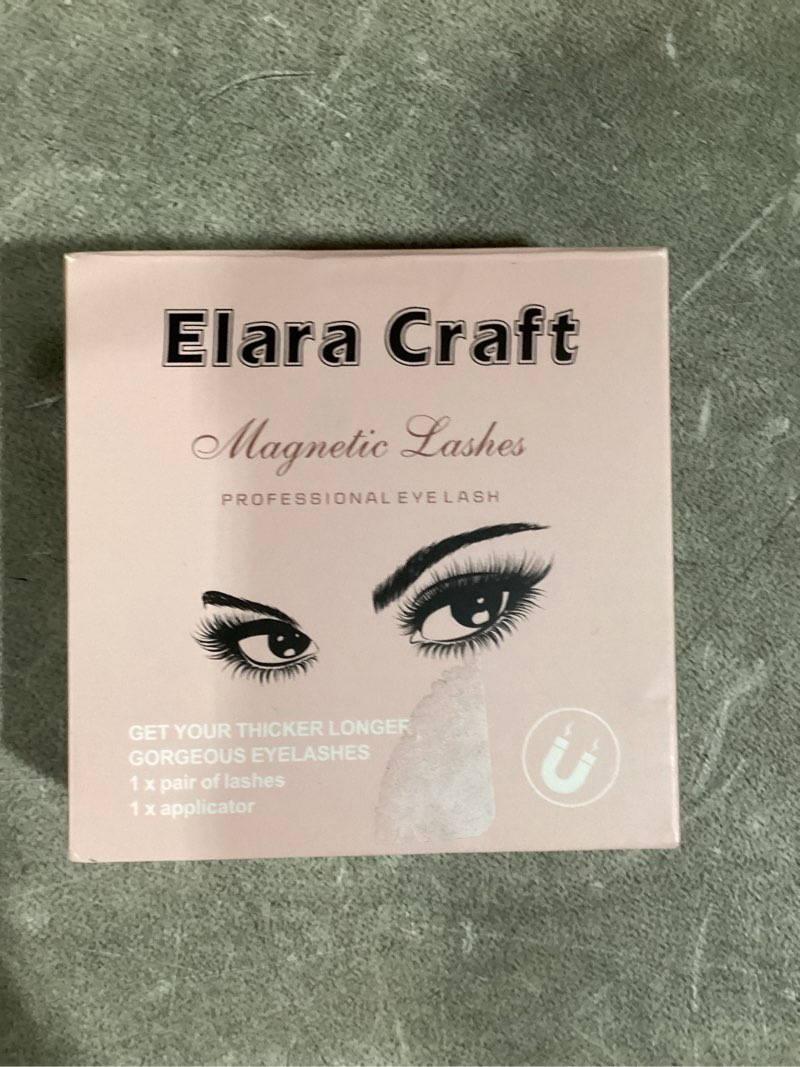 Elara Craft
Magnetic Lashes
PROFESSIONAL EYE LASH
GET YOUR THICKER LONGER
GORGEOUS EYELASHES
1 x pair of lashes
1 x applicator